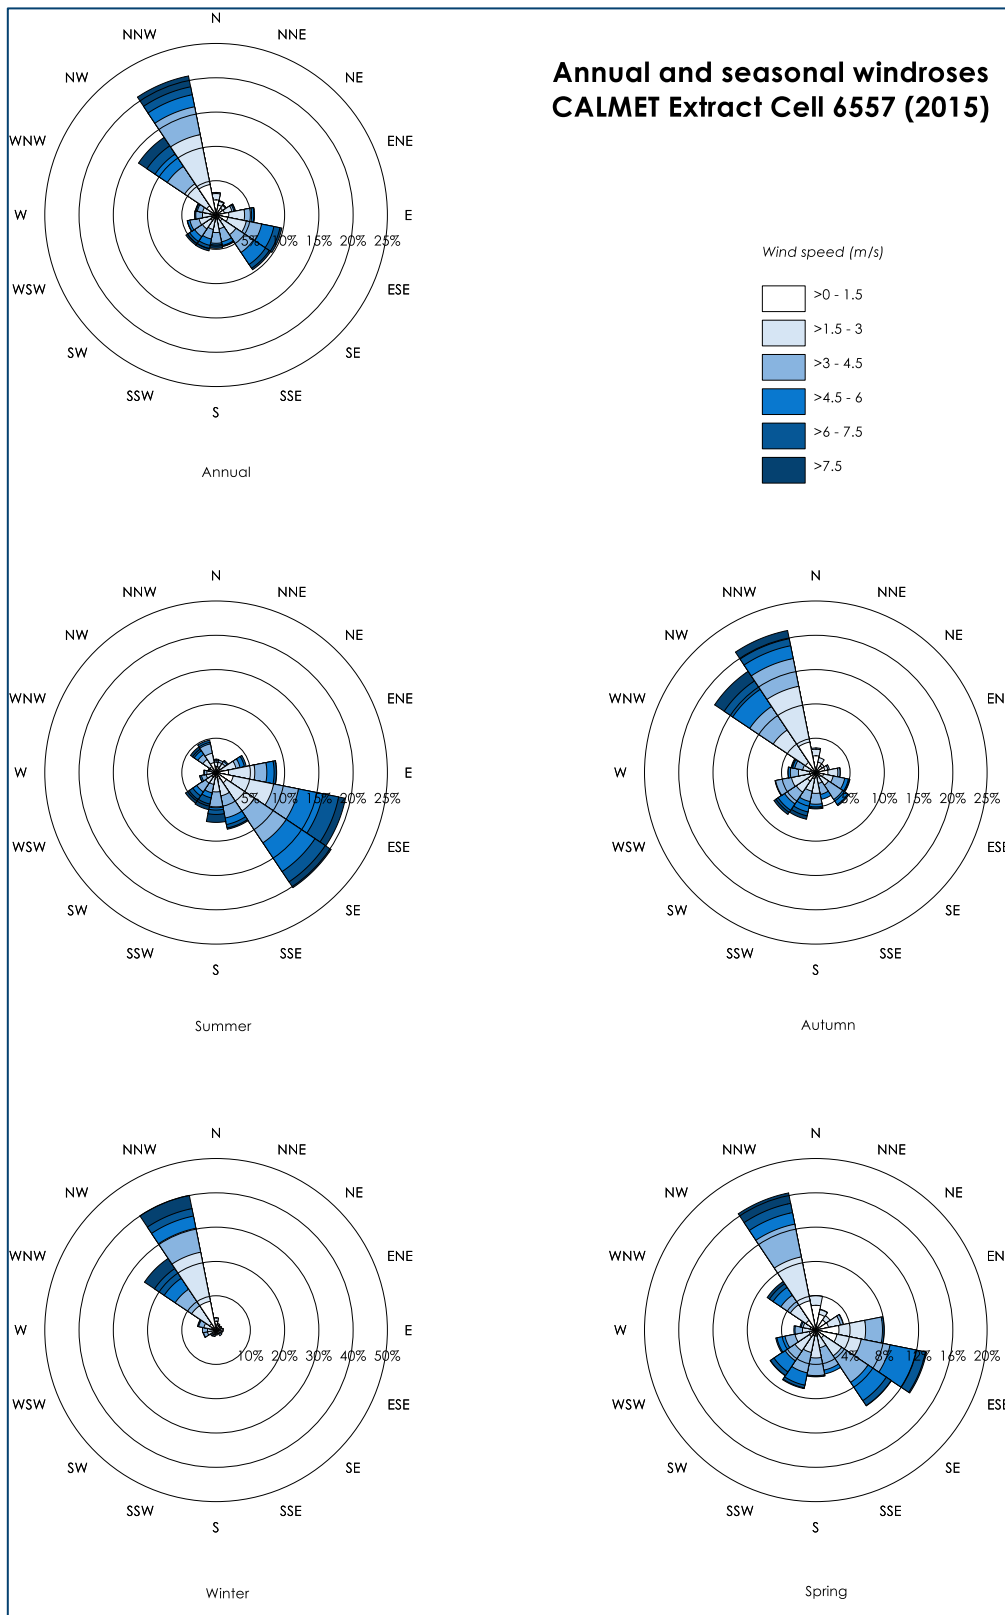 Annual and seasonal windroses
CALMET Extract Cell 6557 (2015)
N
NNW NNE
NW NE
WNW ENE
W E
5% 10% 15% 20% 25%
WSW ESE
SW SE
SSW SSE
S
Annual
Wind speed (m/s)
>0 - 1.5
>1.5 - 3
>3 - 4.5
>4.5 - 6
>6 - 7.5
>7.5
N
NNW NNE
NW NE
WNW ENE
W E
5% 10% 15% 20% 25%
WSW ESE
SW SE
SSW SSE
S
Summer
N
NNW NNE
NW NE
WNW EN
W
5% 10% 15% 20% 25%
WSW ESE
SW SE
SSW SSE
S
Autumn
N
NNW NNE
NW NE
WNW ENE
W E
10% 20% 30% 40% 50%
WSW ESE
SW SE
SSW SSE
S
Winter
N
NNW NNE
NW NE
WNW EN
W
4% 8% 12% 16% 20%
WSW ESE
SW SE
SSW SSE
S
Spring